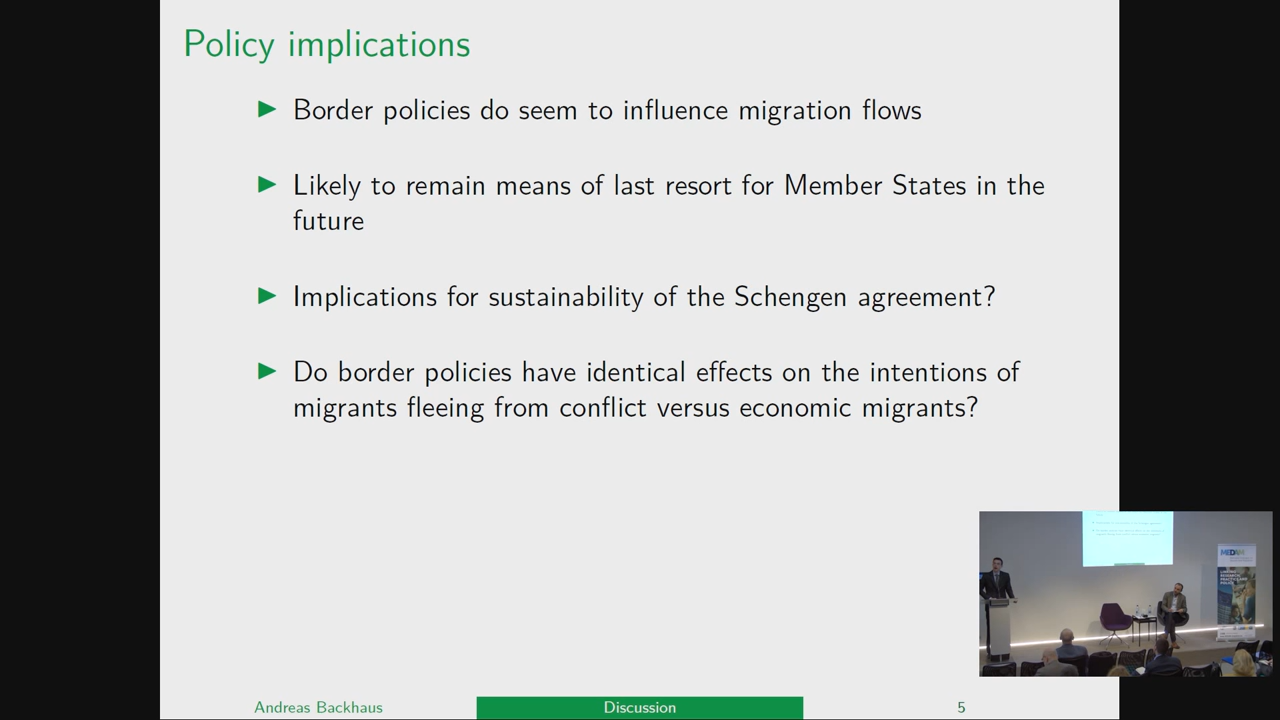 Policy implications
Border policies do seem to influence migration flows
Likely to remain means of last resort for Member States in the
future
Implications for sustainability of the Schengen agreement?
Do border policies have identical effects on the intentions of
migrants fleeing from conflict versus economic migrants?
MEDAM
Andreas Backhaus
Discussion
5